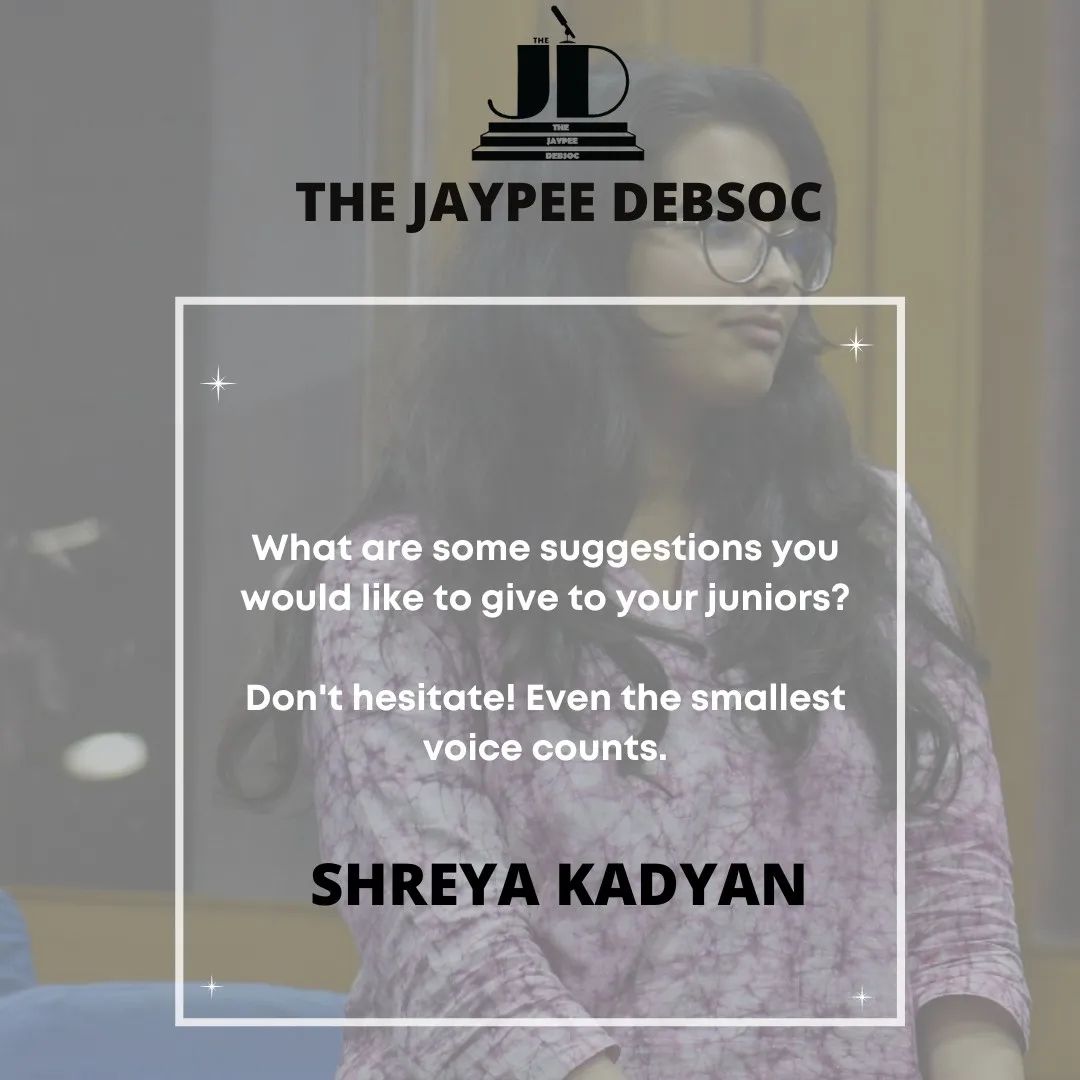 THE
JD
THE
JAYPEE
DEBSOC
THE JAYPEE DEBSOC
What are some suggestions you
would like to give to your juniors?
Don't hesitate! Even the smallest
voice counts.
SHREYA KADYAN